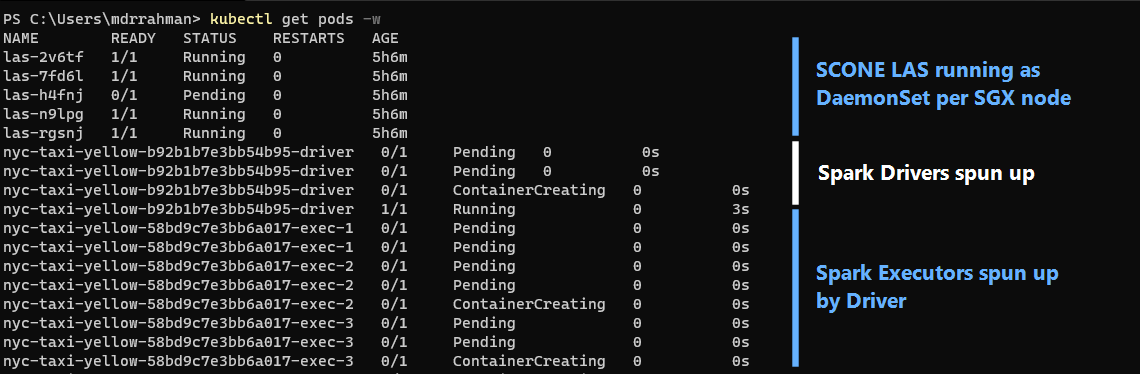 PS C:\Users\mdrrahman> kubectl get pods -w
NAME READY STATUS RESTARTS AGE
las-2v6tf 1/1 Running 0 5h6m
las-7fd6l 1/1 Running 0 5h6m
las-h4fnj 0/1 Pending 0 5h6m
las-n9lpg 1/1 Running 0 5h6m
las-rgsnj 1/1 Running 0 5h6m
SCONE LAS running as
DaemonSet per SGX node
nyc-taxi-yellow-b92b1b7e3bb54b95-driver 0/1 Pending 0 0s
nyc-taxi-yellow-b92b1b7e3bb54b95-driver 0/1 Pending 0 0s
nyc-taxi-yellow-b92b1b7e3bb54b95-driver 0/1 ContainerCreating 0 0s
nyc-taxi-yellow-b92b1b7e3bb54b95-driver 1/1 Running 0 3s
Spark Drivers spun up
nyc-taxi-yellow-58bd9c7e3bb6a017-exec-1 0/1 Pending 0 0s
nyc-taxi-yellow-58bd9c7e3bb6a017-exec-1 0/1 Pending 0 0s
nyc-taxi-yellow-58bd9c7e3bb6a017-exec-2 0/1 Pending 0 0s
nyc-taxi-yellow-58bd9c7e3bb6a017-exec-2 0/1 Pending 0 0s
nyc-taxi-yellow-58bd9c7e3bb6a017-exec-2 0/1 ContainerCreating 0 0s
nyc-taxi-yellow-58bd9c7e3bb6a017-exec-3 0/1 Pending 0 0s
nyc-taxi-yellow-58bd9c7e3bb6a017-exec-3 0/1 Pending 0 0s
nyc-taxi-yellow-58bd9c7e3bb6a017-exec-3 0/1 ContainerCreating 0 0s
Spark Executors spun up
by Driver